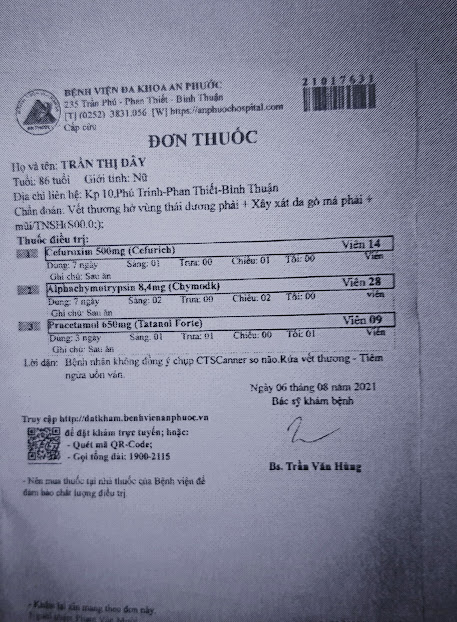 BỆNH VIỆN ĐA KHOA AN PHƯỚC
235 Trần Phú - Phan Thiết - Bình Thuận
[T] (0252) 3831.056 [W] https://anphuochospital.com
Cấp cứu
21017631
ĐƠN THUỐC
Họ và tên: TRẦN THỊ DÂY
Tuổi: 86 tuổi Giới tính: Nữ
Địa chỉ liên hệ: Kp 10,Phú Trinh-Phan Thiết-Bình Thuận
Chẩn đoán: Vết thương hở vùng thái dương phải + Xây xát da gò má phải +
mũi/TNSH(S00.0;);
Thuốc điều trị:
1 Cefuroxim 500mg (Cefurich) Viên 14
Dùng: 7 ngày Sáng: 01 Trưa: 00 Chiều: 01 Tối: 00 Viên
Ghi chú: Sau ăn
2 Alphachymotrypsin 8,4mg (Chymodk) Viên 28
Dùng: 7 ngày Sáng: 02 Trưa: 00 Chiều: 02 Tối: 00 viên
Ghi chú: Sau ăn
3 Pracetamol 650mg (Tatanol Forte) Viên 09
Dùng: 3 ngày Sáng: 01 Trưa: 01 Chiều: 00 Tối: 01 Viên
Ghi chú: Sau ăn
Lời dặn: Bệnh nhân không đồng ý chụp CTSCanner sọ não.Rửa vết thương - Tiêm
ngừa uốn ván.
Ngày 06 tháng 08 năm 2021
Bác sỹ khám bệnh
Truy cập http://datkham.benhvienanphuoc.vn
để đặt khám trực tuyến; hoặc:
- Quét mã QR-Code;
- Gọi tổng đài: 1900-2115
Bs. Trần Văn Hùng
- Nên mua thuốc tại nhà thuốc của Bệnh viện để
đảm bảo chất lượng điều trị
- Khám lại xin mang theo đơn này.